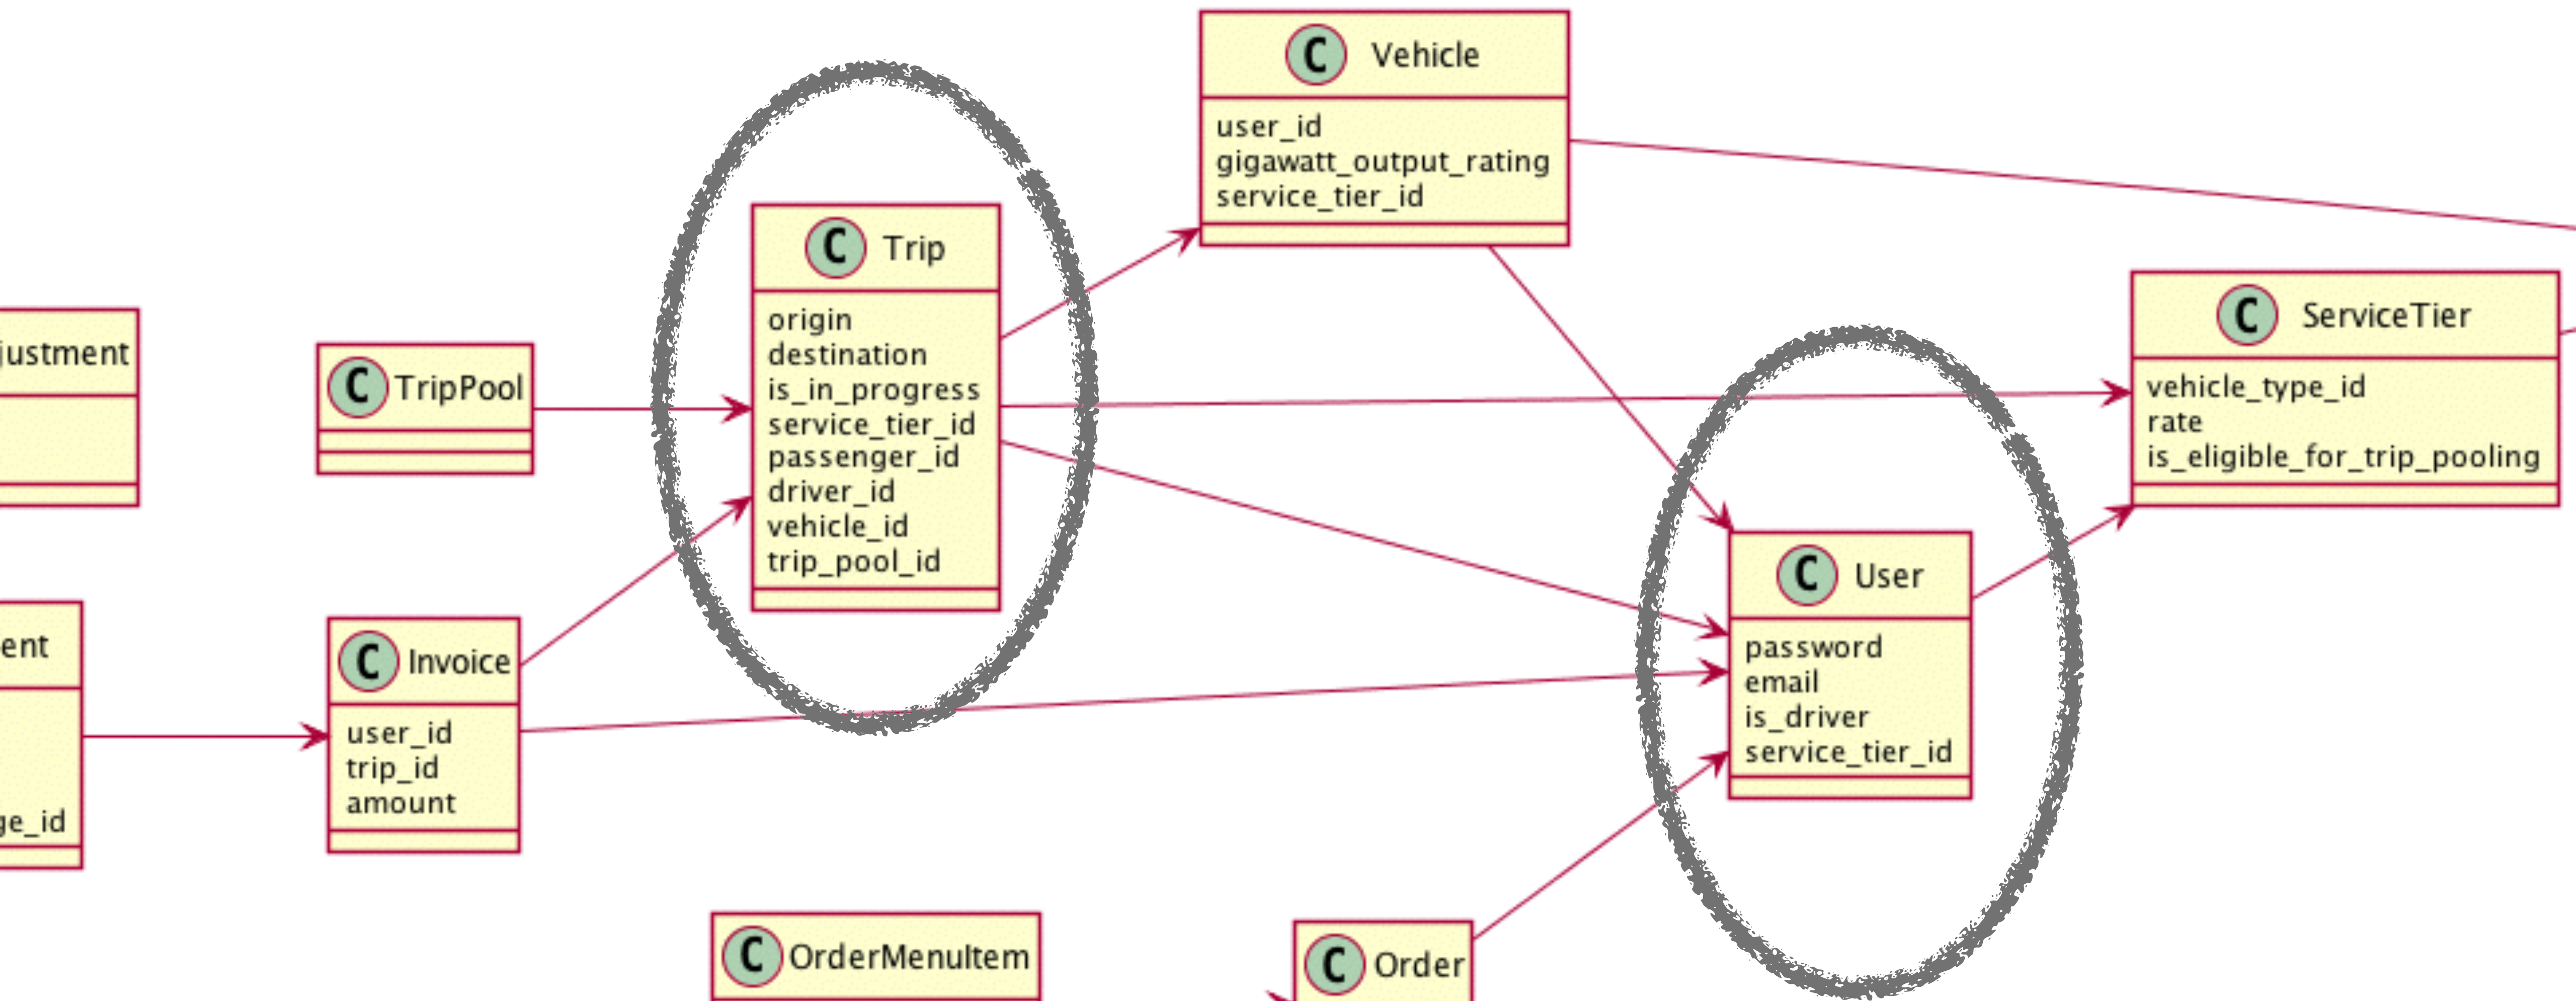 C Vehicle
user_id
gigawatt_output_rating
service_tier_id
C Trip
origin
destination
is_in_progress
service_tier_id
passenger_id
driver_id
vehicle_id
trip_pool_id
C ServiceTier
vehicle_type_id
rate
is_eligible_for_trip_pooling
justment
C TripPool
C User
password
email
is_driver
service_tier_id
ent
ge_id
C Invoice
user_id
trip_id
amount
C OrderMenuItem
C Order